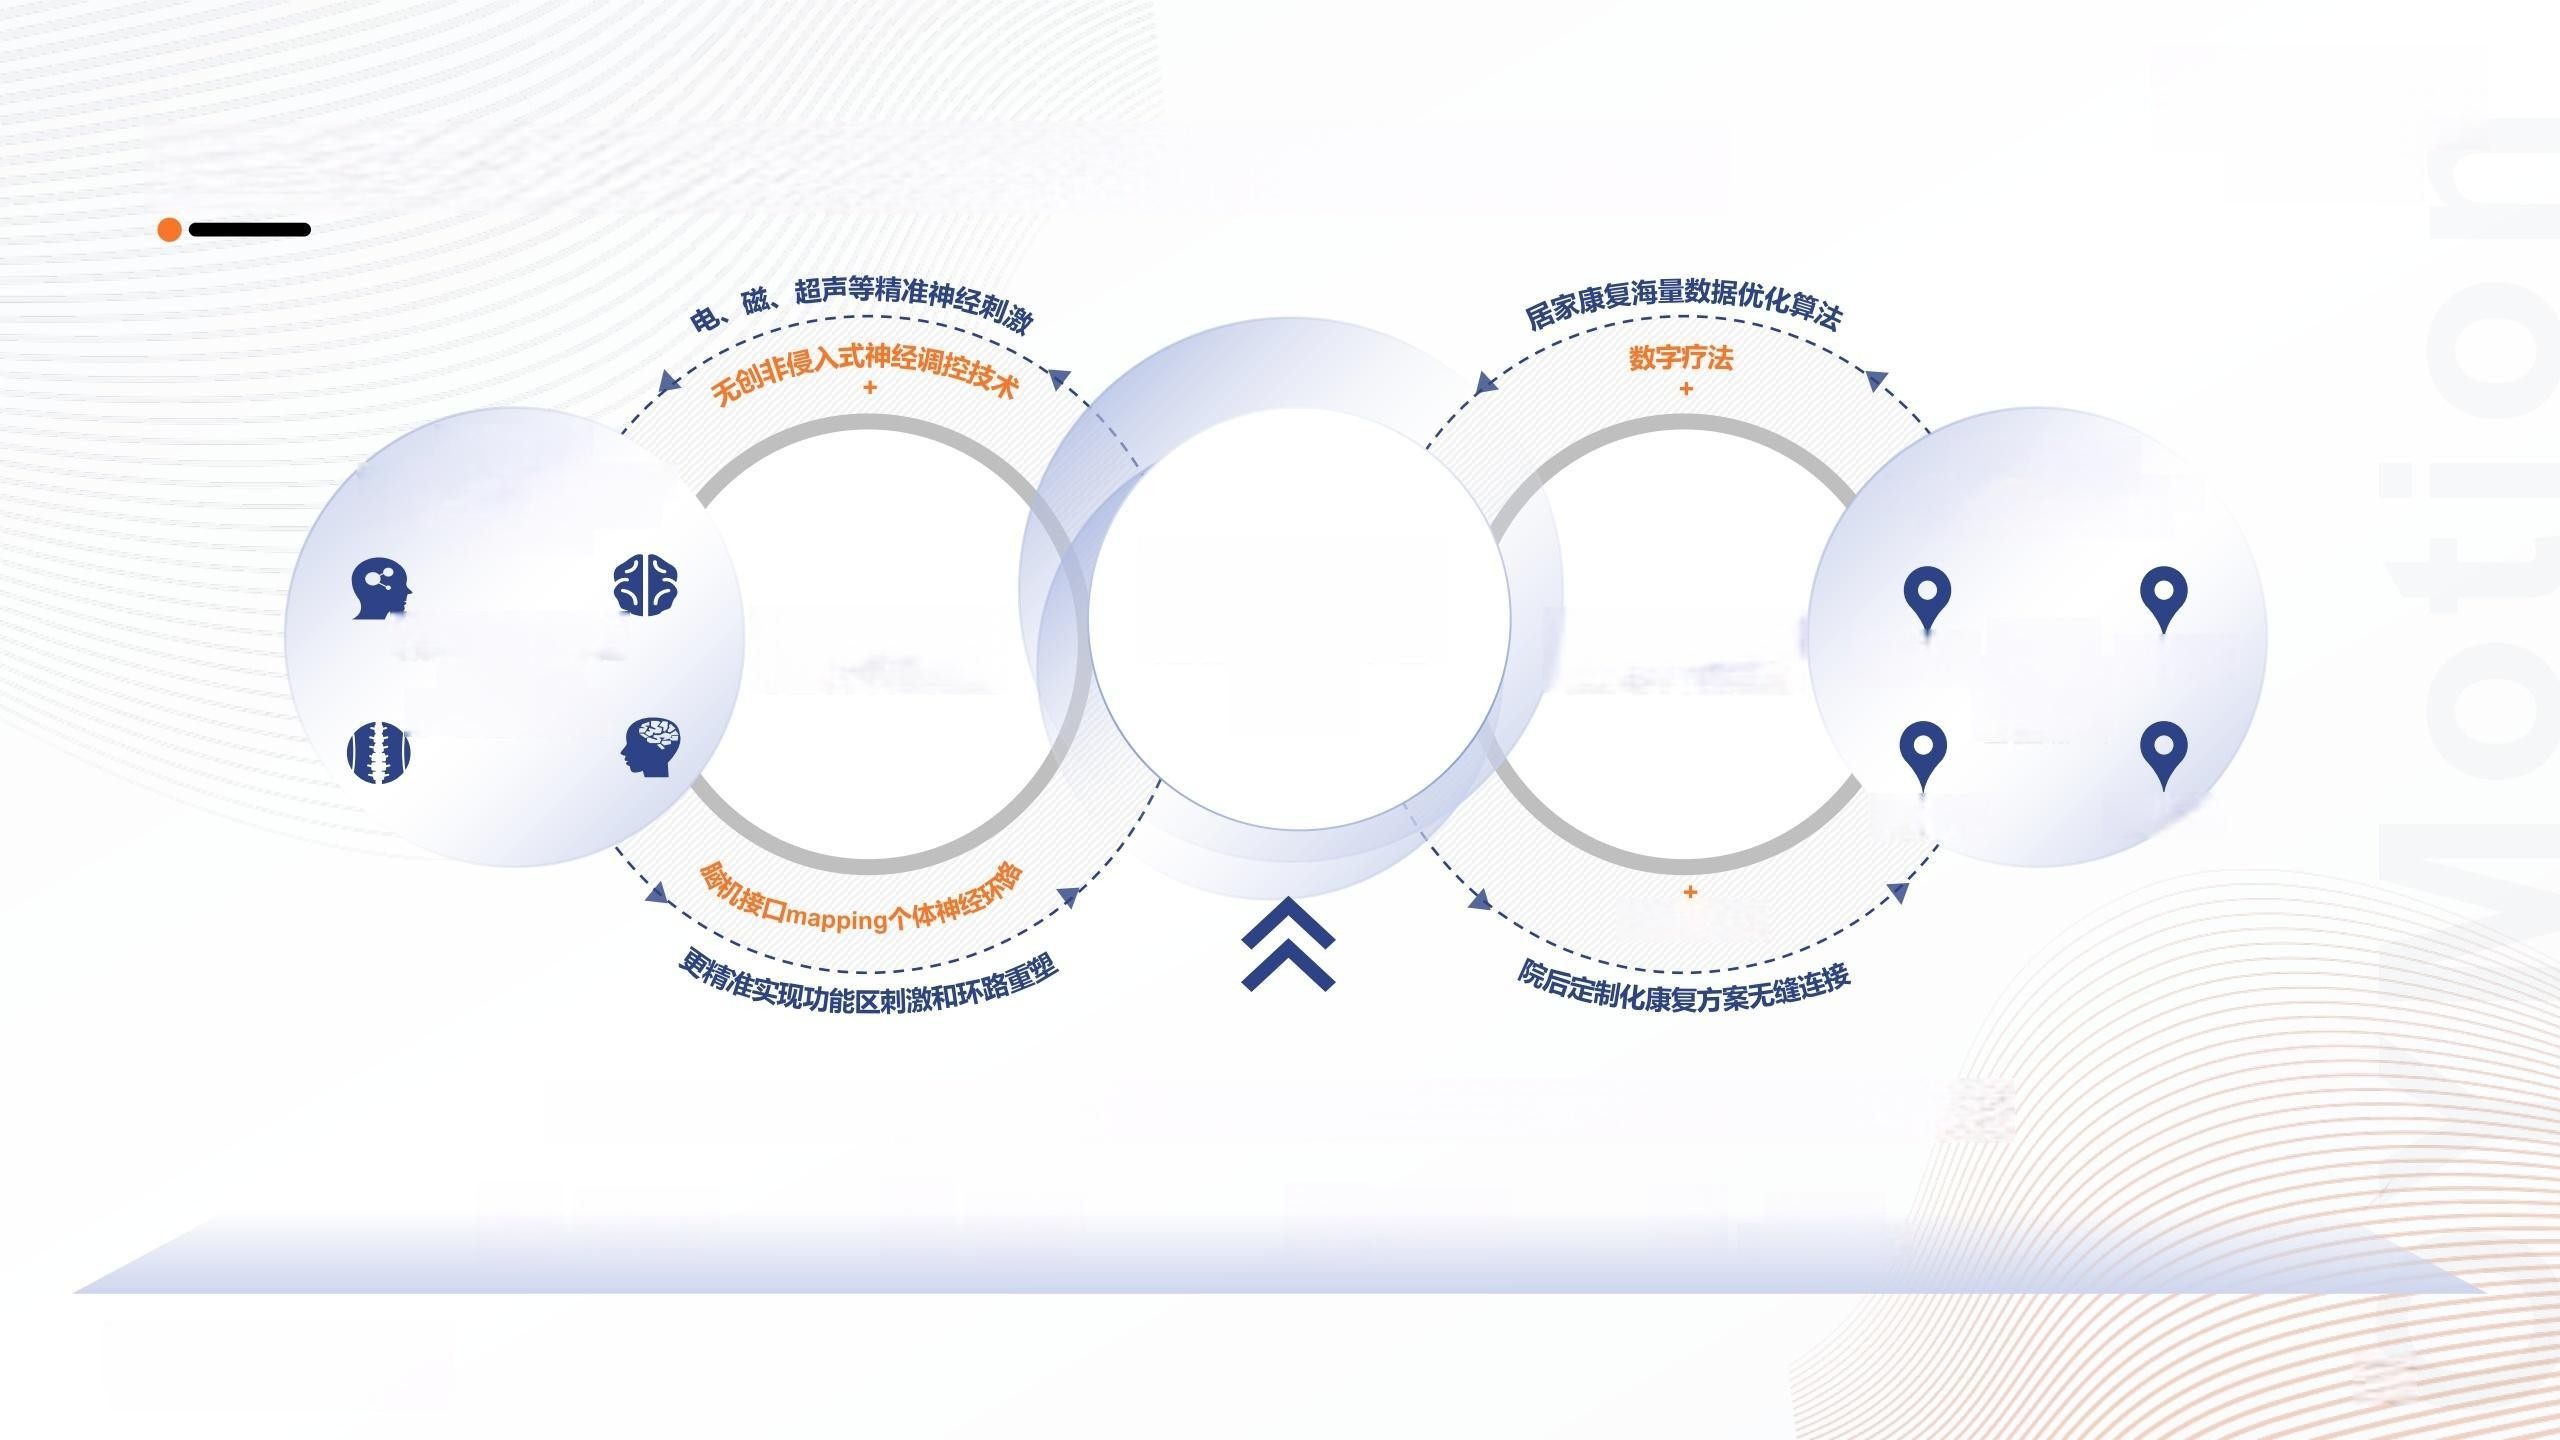 电、磁、超声等精准神经刺激
无创非侵入式神经调控技术
+
脑机接口mapping个体神经环路
更精准实现功能区刺激和环路重塑
居家康复海量数据优化算法
数字疗法
+
+
院后定制化康复方案无缝连接
Motion